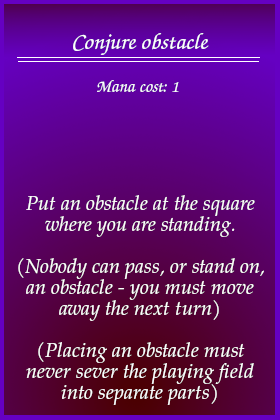 Conjure obstacle
Mana cost: 1
Put an obstacle at the square
where you are standing.
(Nobody can pass, or stand on,
an obstacle - you must move
away the next turn)
(Placing an obstacle must
never sever the playing field
into separate parts)